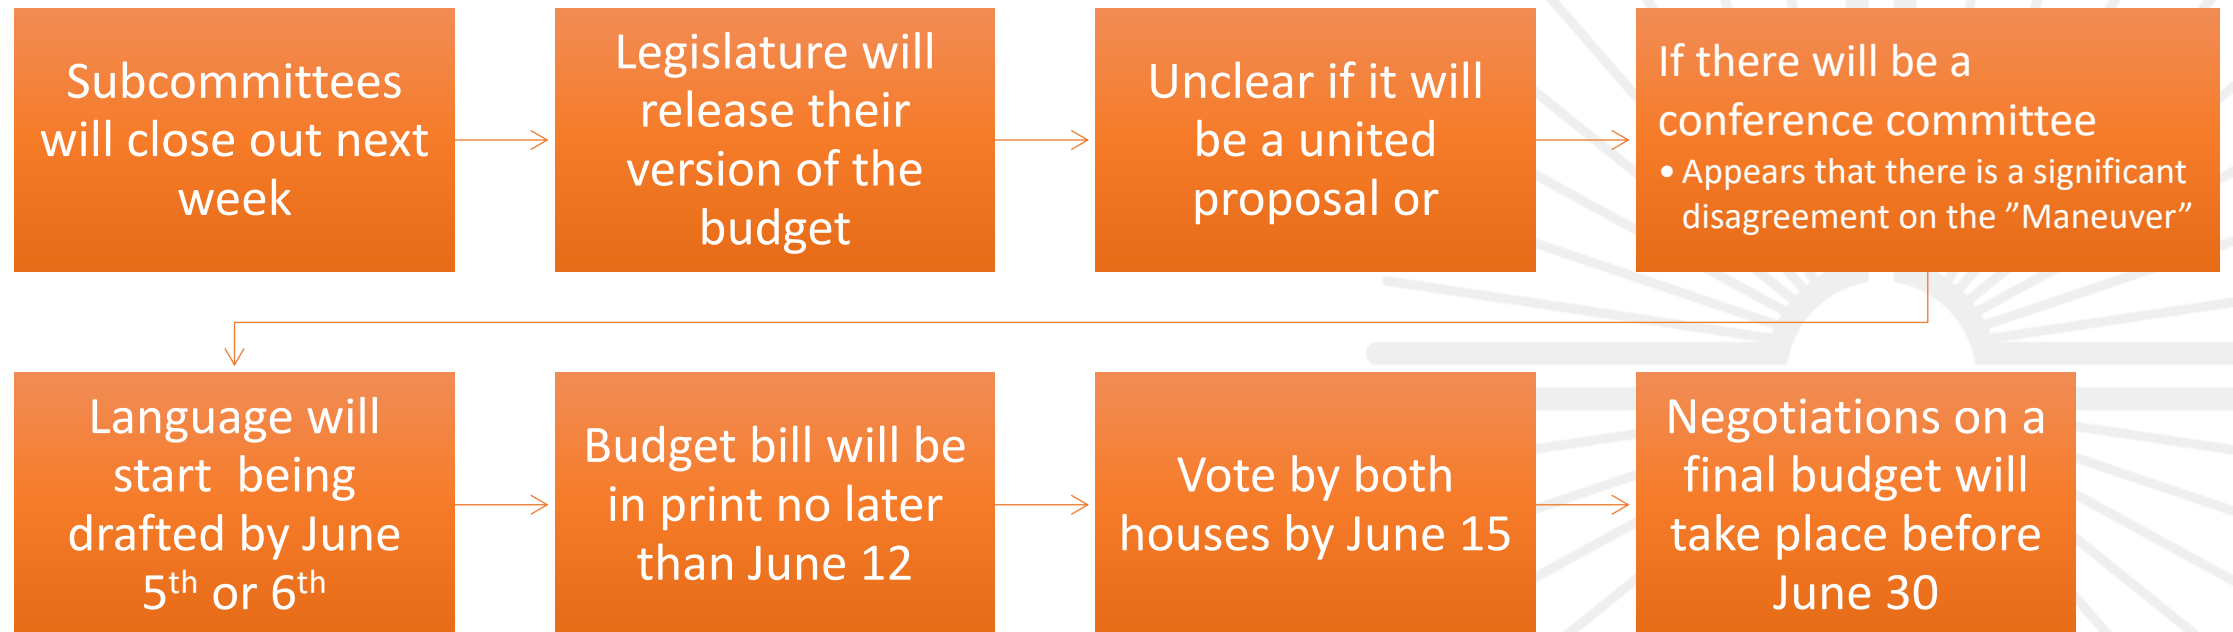 Subcommittees
will close out next
week
Legislature will
release their
version of the
budget
Unclear if it will
be a united
proposal or
If there will be a
conference committee
• Appears that there is a significant
disagreement on the ”Maneuver”
Language will
start  being
drafted by June
5th or 6th
Budget bill will be
in print no later
than June 12
Vote by both
houses by June 15
Negotiations on a
final budget will
take place before
June 30